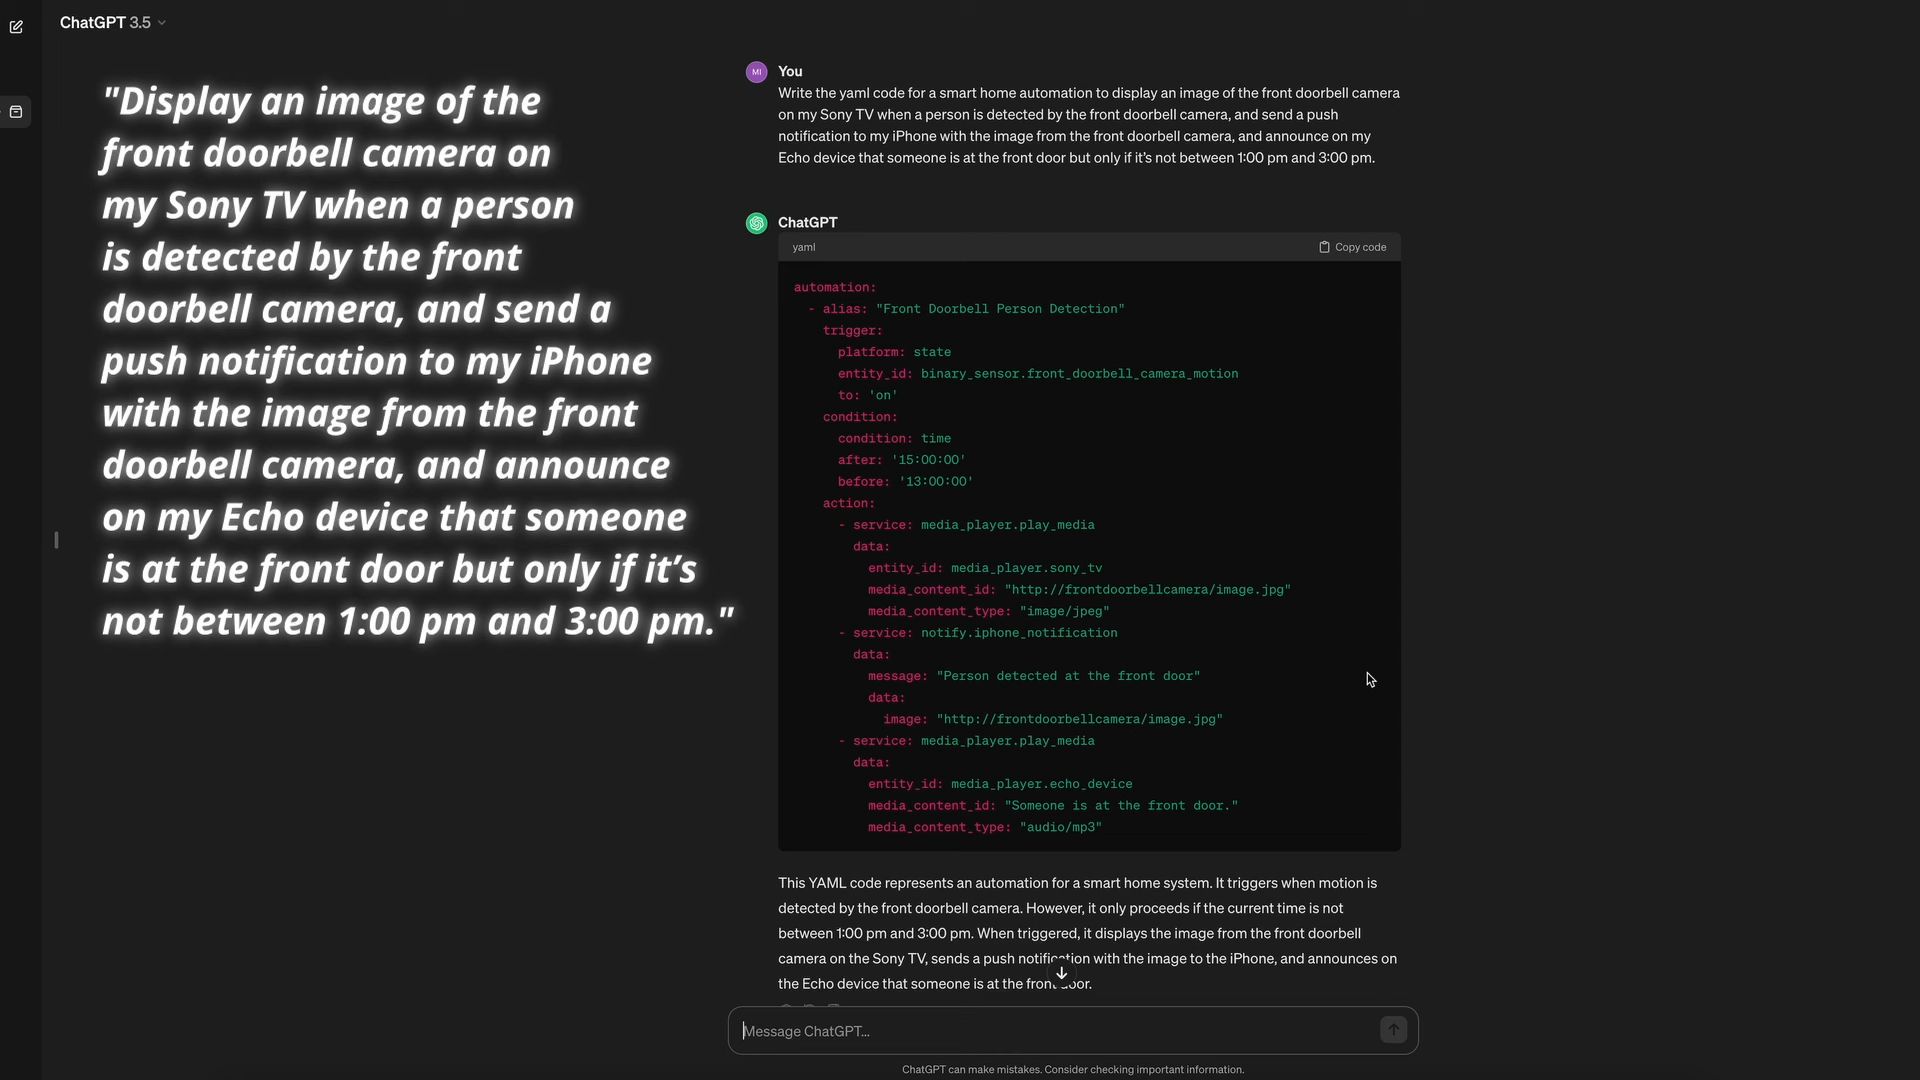 ChatGPT 3.5
"Display an image of the
front doorbell camera on
my Sony TV when a person
is detected by the front
doorbell camera, and send a
push notification to my iPhone
with the image from the front
doorbell camera, and announce
on my Echo device that someone
is at the front door but only if it's
not between 1:00 pm and 3:00 pm."
MI
You
Write the yaml code for a smart home automation to display an image of the front doorbell camera
on my Sony TV when a person is detected by the front doorbell camera, and send a push
notification to my iPhone with the image from the front doorbell camera, and announce on my
Echo device that someone is at the front door but only if it's not between 1:00 pm and 3:00 pm.
ChatGPT
yaml
Copy code
automation:
  - alias: "Front Doorbell Person Detection"
    trigger:
      platform: state
      entity_id: binary_sensor.front_doorbell_camera_motion
      to: 'on'
    condition:
      condition: time
      after: '15:00:00'
      before: '13:00:00'
    action:
      - service: media_player.play_media
        data:
          entity_id: media_player.sony_tv
          media_content_id: "http://frontdoorbellcamera/image.jpg"
          media_content_type: "image/jpeg"
      - service: notify.iphone_notification
        data:
          message: "Person detected at the front door"
          data:
            image: "http://frontdoorbellcamera/image.jpg"
      - service: media_player.play_media
        data:
          entity_id: media_player.echo_device
          media_content_id: "Someone is at the front door."
          media_content_type: "audio/mp3"
This YAML code represents an automation for a smart home system. It triggers when motion is
detected by the front doorbell camera. However, it only proceeds if the current time is not
between 1:00 pm and 3:00 pm. When triggered, it displays the image from the front doorbell
camera on the Sony TV, sends a push notification with the image to the iPhone, and announces on
the Echo device that someone is at the front door.
Message ChatGPT...
ChatGPT can make mistakes. Consider checking important information.